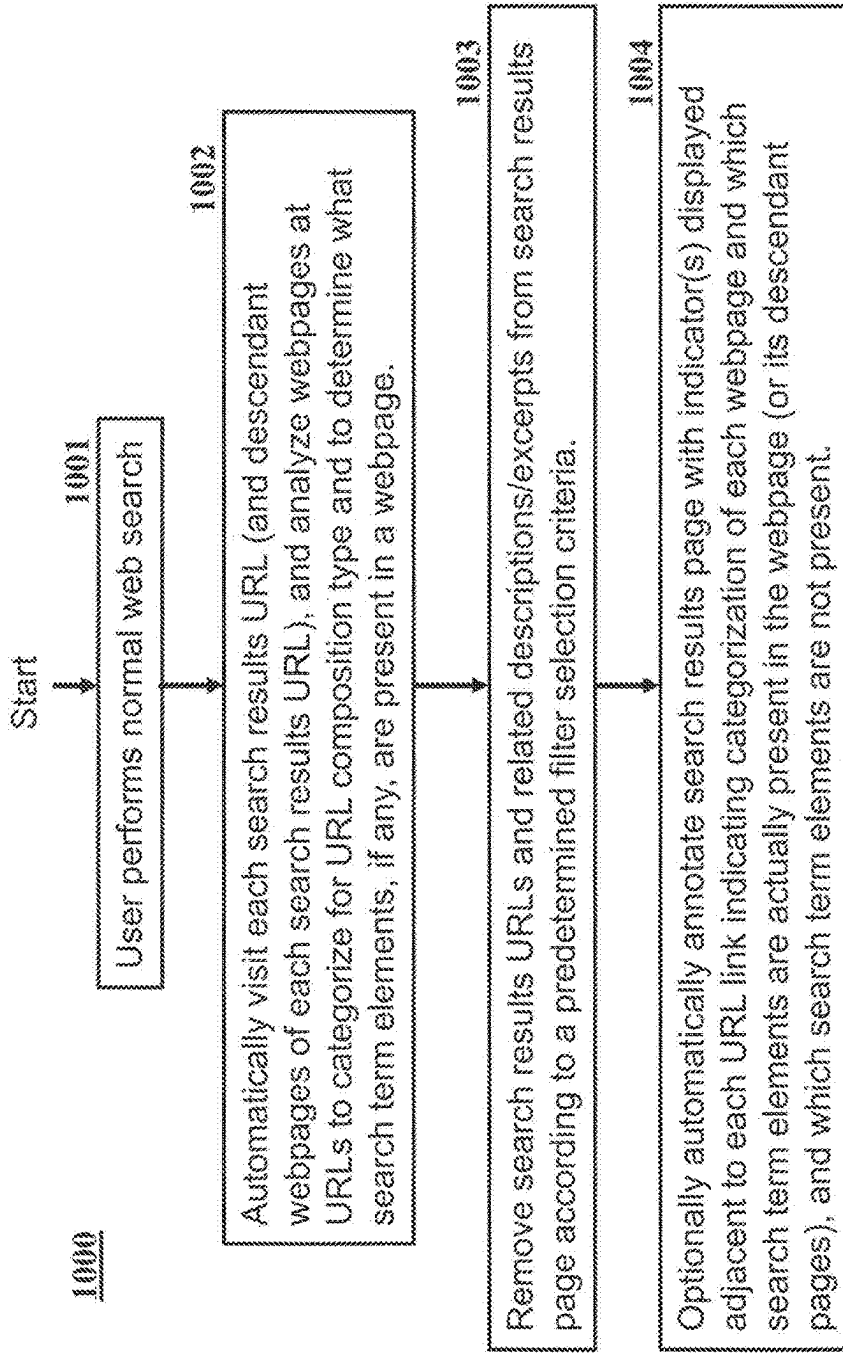 1000
Start
1001
User performs normal web search
1002
Automatically visit each search results URL (and descendant
webpages of each search results URL), and analyze webpages at
URLs to categorize for URL composition type and to determine what
search term elements, if any, are present in a webpage.
1003
Remove search results URLs and related descriptions/excerpts from search results
page according to a predetermined filter selection criteria.
1004
Optionally automatically annotate search results page with indicator(s) displayed
adjacent to each URL link indicating categorization of each webpage and which
search term elements are actually present in the webpage (or its descendant
pages), and which search term elements are not present.